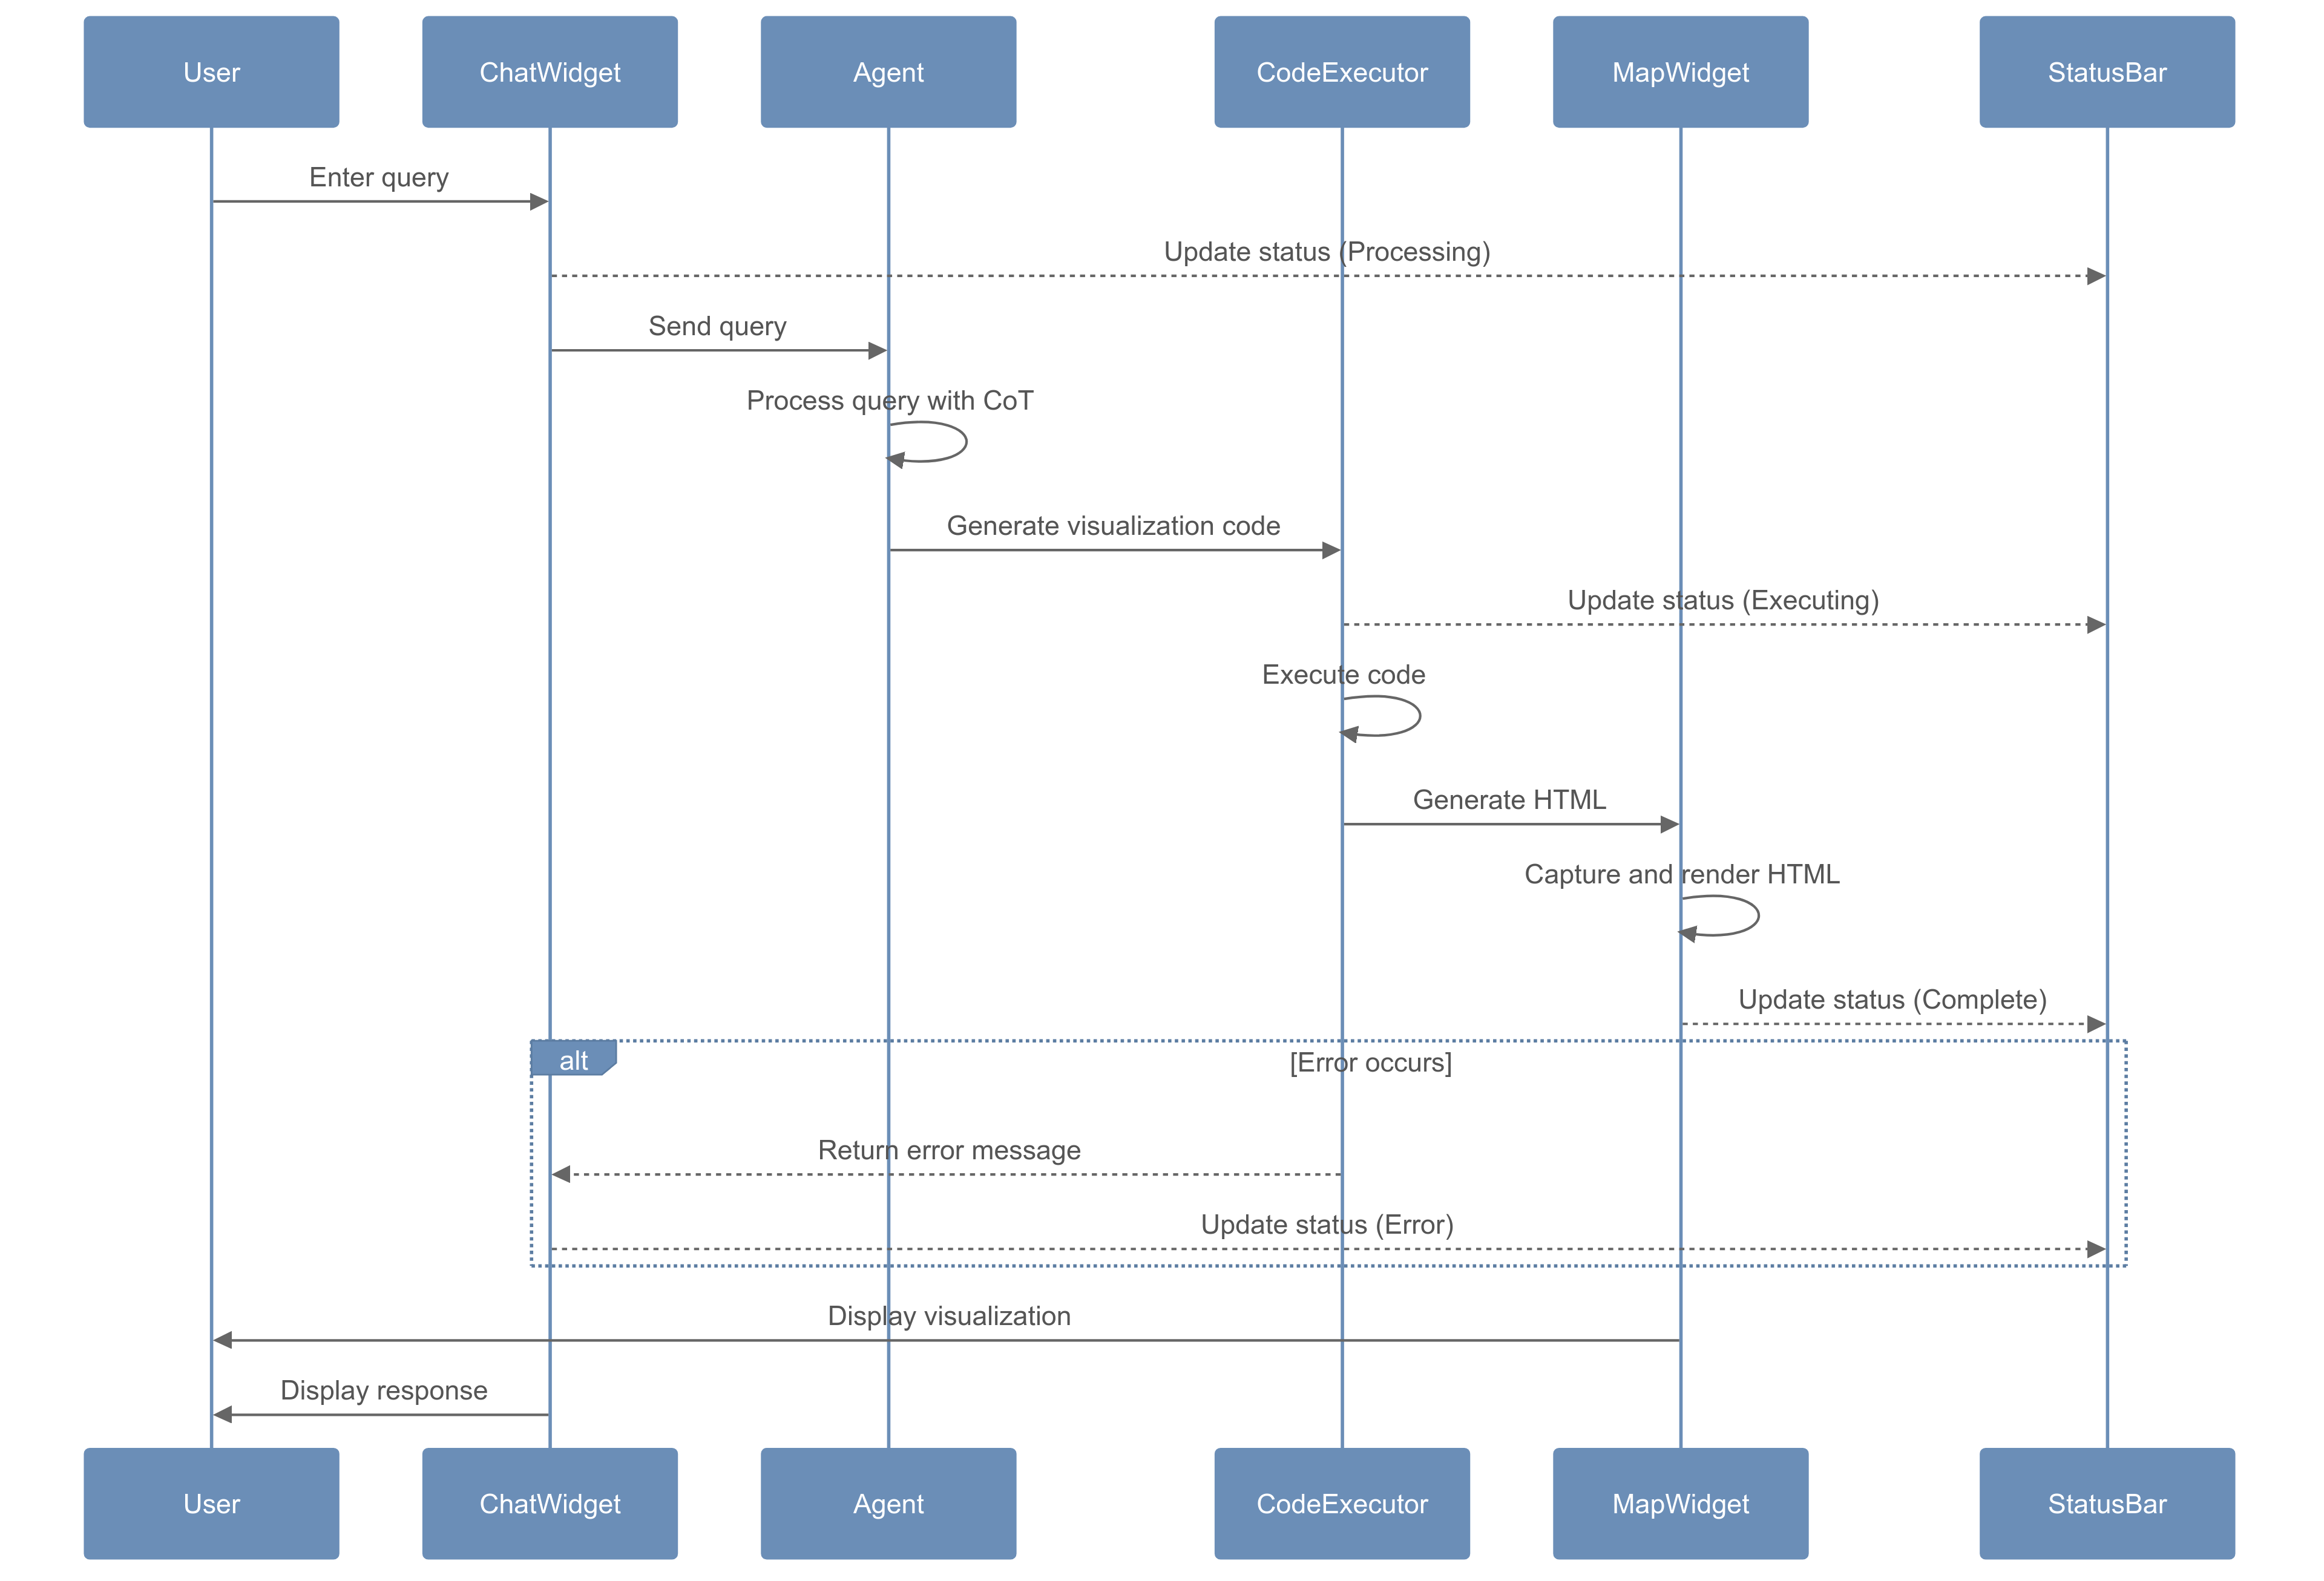 User
ChatWidget
Agent
CodeExecutor
MapWidget
StatusBar
Enter query
Update status (Processing)
Send query
Process query with CoT
Generate visualization code
Update status (Executing)
Execute code
Generate HTML
Capture and render HTML
Update status (Complete)
alt
[Error occurs]
Return error message
Update status (Error)
Display visualization
Display response
User
ChatWidget
Agent
CodeExecutor
MapWidget
StatusBar